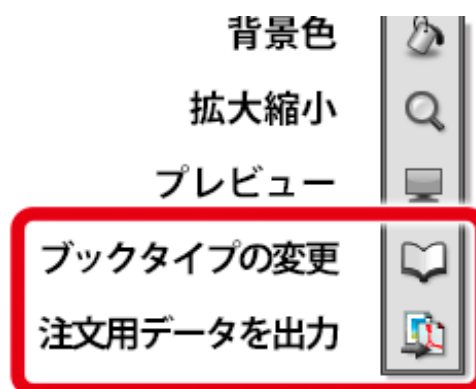 背景色
拡大縮小
プレビュー
ブックタイプの変更
注文用データを出力